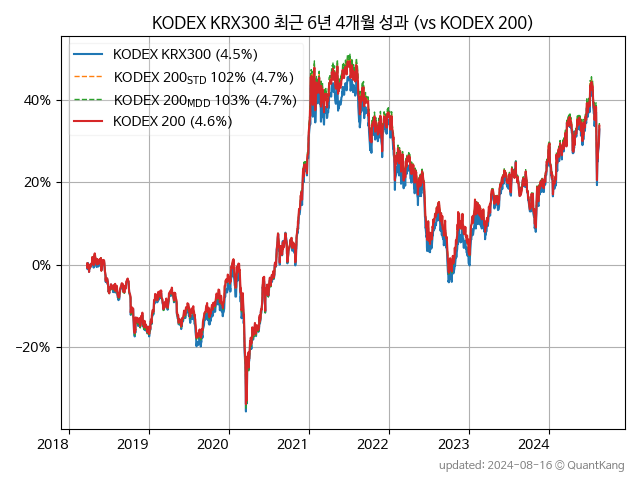 KODEX KRX300 최근 6년 4개월 성과 (vs KODEX 200)
KODEX KRX300 (4.5%)
KODEX 200STD 102% (4.7%)
KODEX 200MDD 103% (4.7%)
KODEX 200 (4.6%)
40%
20%
0%
−20%
2018 2019 2020 2021 2022 2023 2024
updated: 2024-08-16 © QuantKang